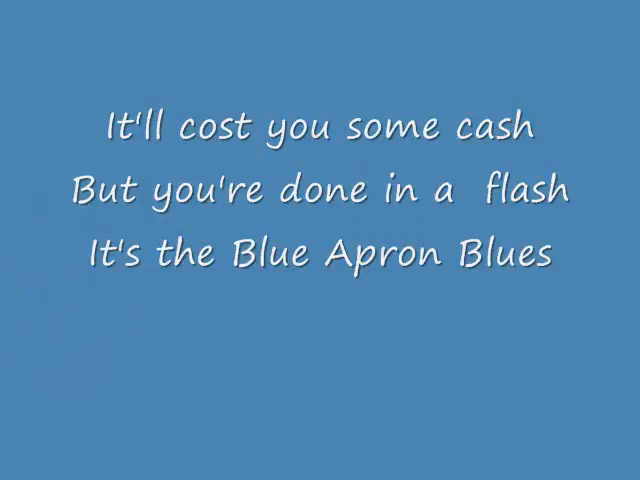 It'll cost you some cash
But you're done in a  flash
It's the Blue Apron Blues